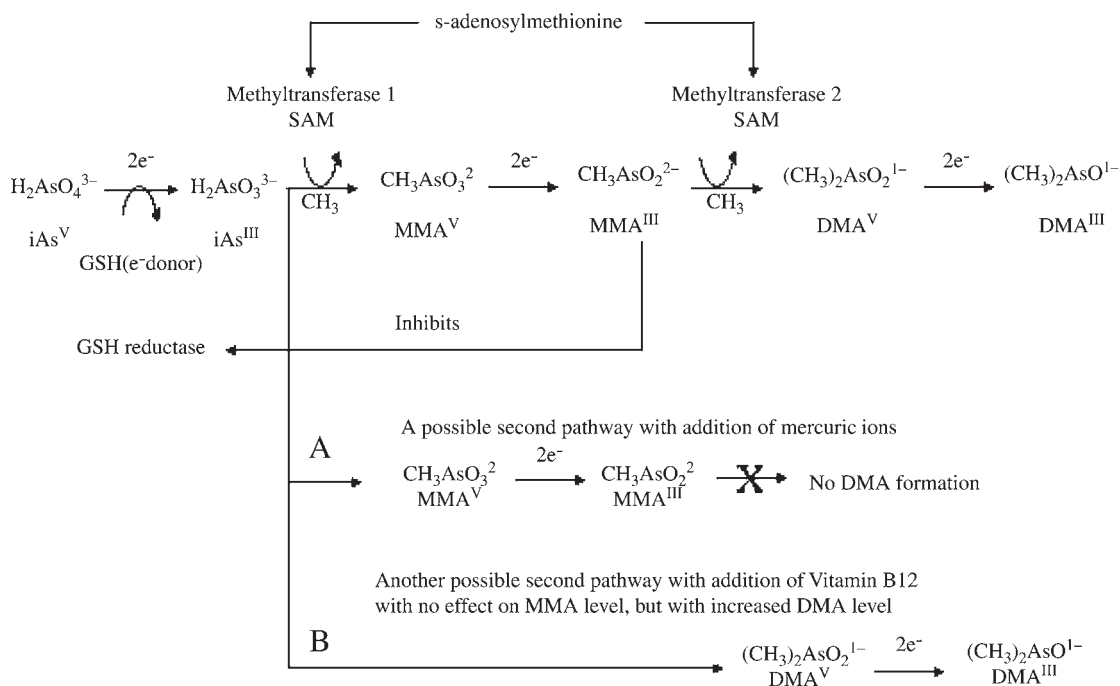 s-adenosylmethionine
Methyltransferase 1
SAM
Methyltransferase 2
SAM
H₂AsO₄³⁻ 2e⁻ H₂AsO₃³⁻ CH₃ CH₃AsO₃² 2e⁻ CH₃AsO₂²⁻ CH₃ (CH₃)₂AsO₂¹⁻ 2e⁻ (CH₃)₂AsO¹⁻
iAsⱽ iAsᴵᴵᴵ MMAⱽ MMAᴵᴵᴵ DMAⱽ DMAᴵᴵᴵ
GSH(e⁻donor)
Inhibits
GSH reductase
A
A possible second pathway with addition of mercuric ions
CH₃AsO₃² 2e⁻ CH₃AsO₂² X No DMA formation
MMAⱽ MMAᴵᴵᴵ
Another possible second pathway with addition of Vitamin B12
with no effect on MMA level, but with increased DMA level
B
(CH₃)₂AsO₂¹⁻ 2e⁻ (CH₃)₂AsO¹⁻
DMAⱽ DMAᴵᴵᴵ